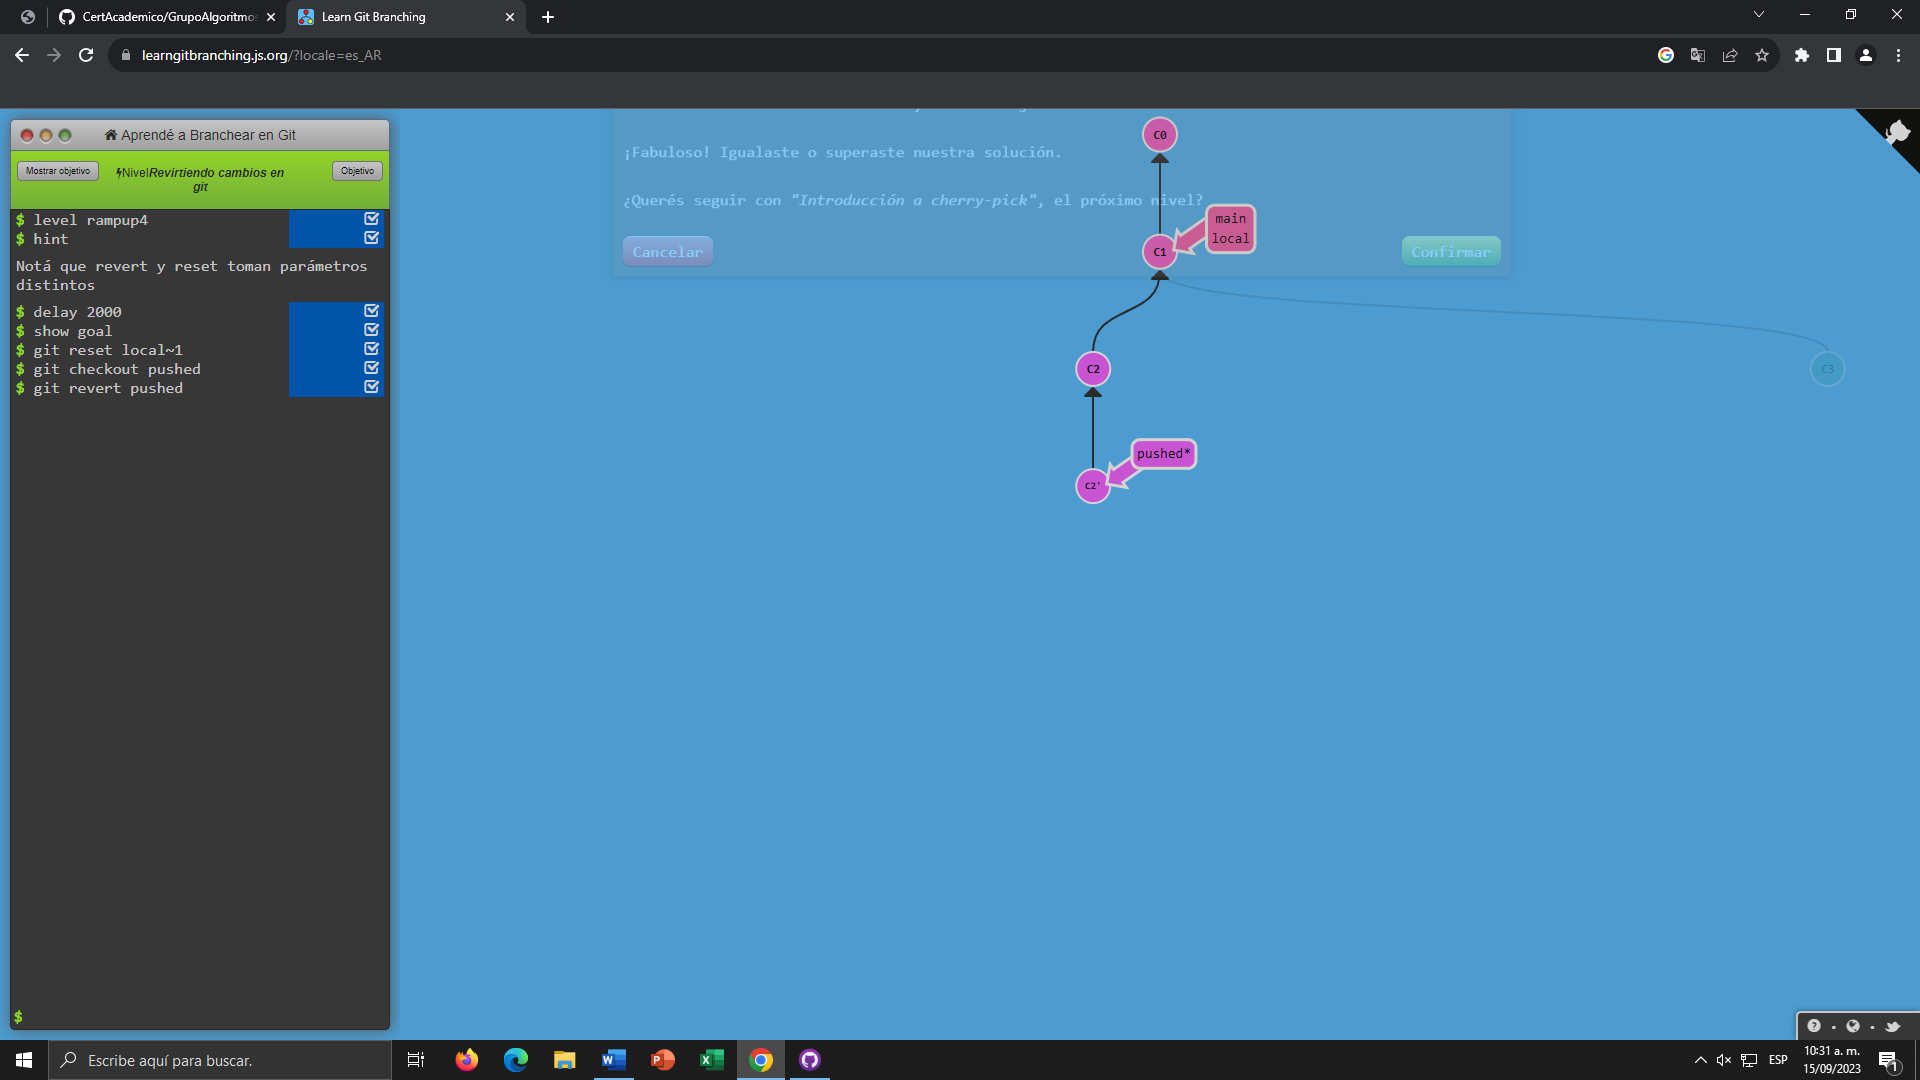 CertAcademico/GrupoAlgoritmos
Learn Git Branching
learngitbranching.js.org/?locale=es_AR
Aprendé a Branchear en Git
Mostrar objetivo
NivelRevirtiendo cambios en
git
Objetivo
$ level rampup4
$ hint
Notá que revert y reset toman parámetros
distintos
$ delay 2000
$ show goal
$ git reset local~1
$ git checkout pushed
$ git revert pushed
$
¡Fabuloso! Igualaste o superaste nuestra solución.
¿Querés seguir con "Introducción a cherry-pick", el próximo nivel?
Cancelar
Confirmar
C0
main
local
C1
C2
C3
pushed*
C2'
Escribe aquí para buscar.
ESP
10:31 a. m.
15/09/2023
1